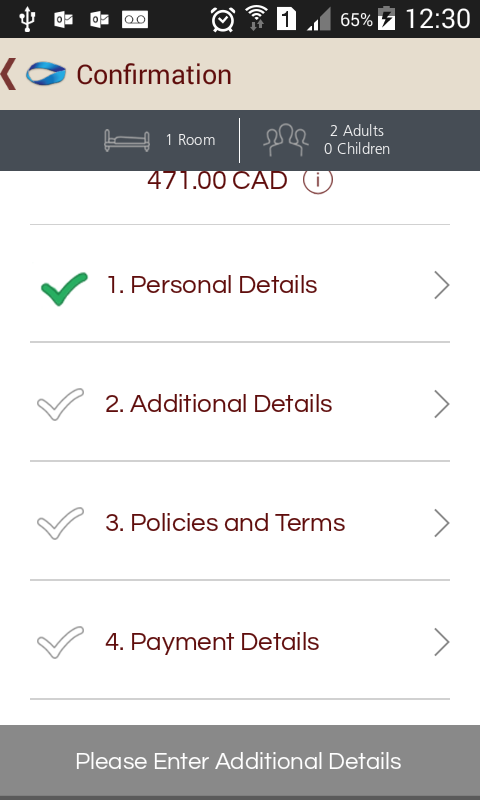 1 65% 12:30
Confirmation
1 Room
2 Adults
0 Children
471.00 CAD i
1. Personal Details
2. Additional Details
3. Policies and Terms
4. Payment Details
Please Enter Additional Details